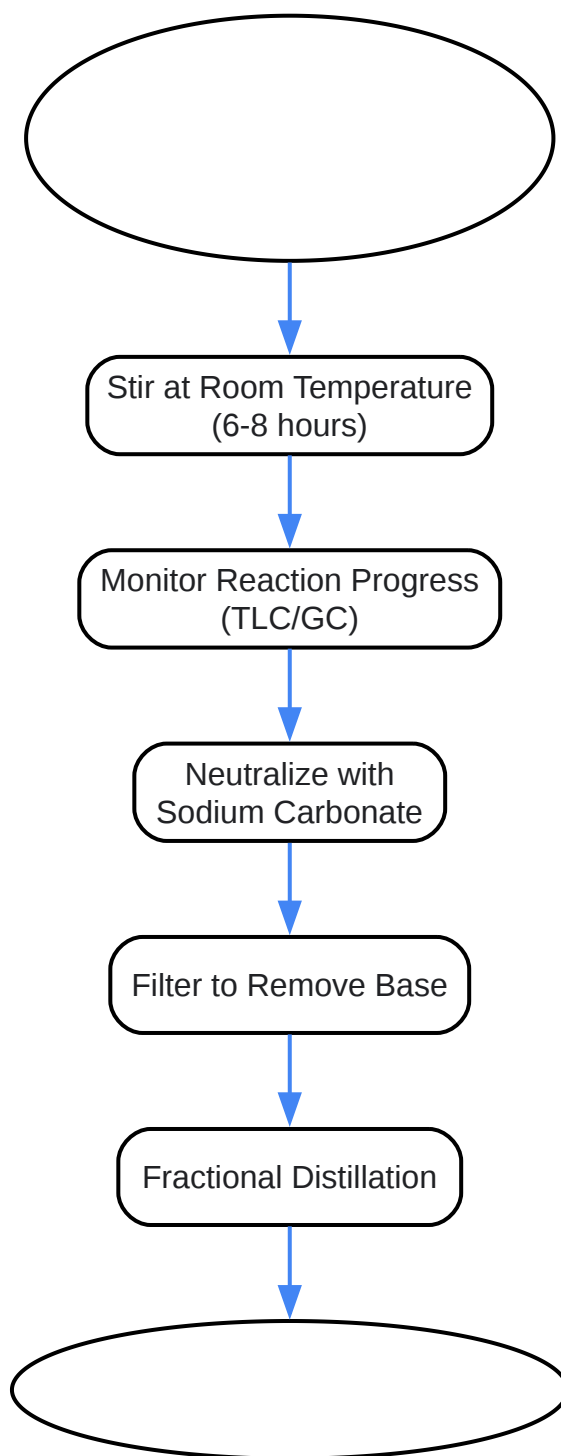 Stir at Room Temperature
(6-8 hours)
Monitor Reaction Progress
(TLC/GC)
Neutralize with
Sodium Carbonate
Filter to Remove Base
Fractional Distillation